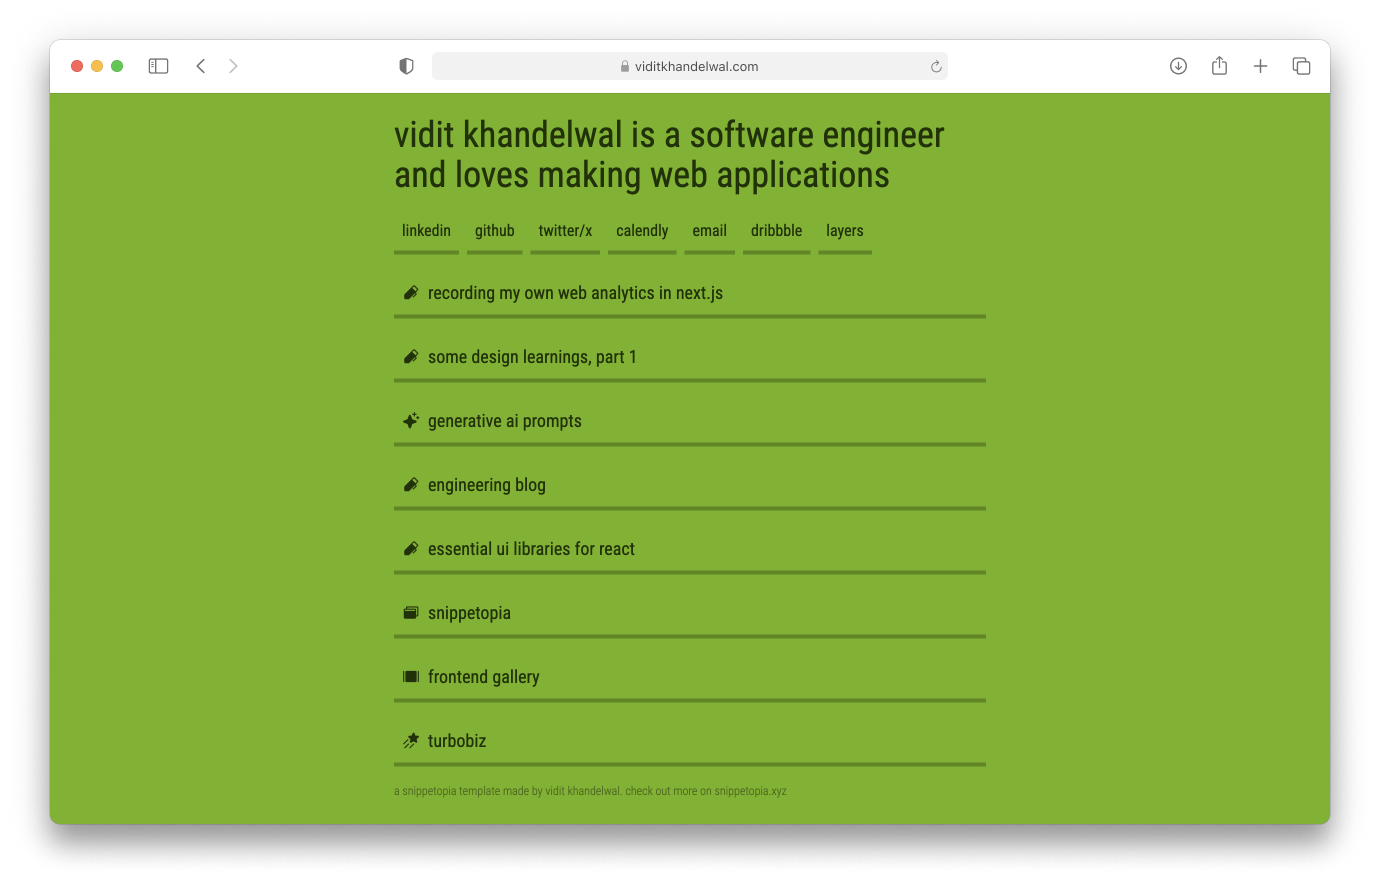 viditkhandelwal.com
vidit khandelwal is a software engineer
and loves making web applications
linkedin github twitter/x calendly email dribbble layers
recording my own web analytics in next.js
some design learnings, part 1
generative ai prompts
engineering blog
essential ui libraries for react
snippetopia
frontend gallery
turbobiz
a snippetopia template made by vidit khandelwal. check out more on snippetopia.xyz